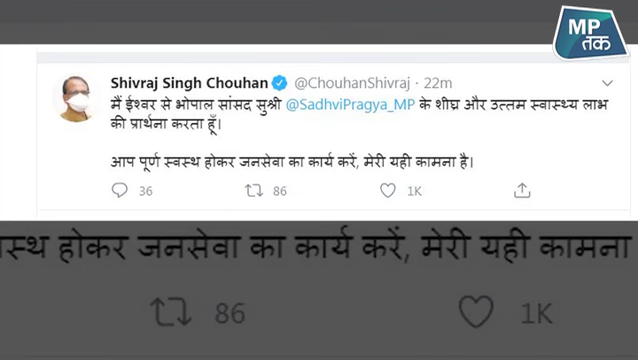 MP
तक
Shivraj Singh Chouhan @ChouhanShivraj · 22m
मैं ईश्वर से भोपाल सांसद सुश्री @SadhviPragya_MP के शीघ्र और उत्तम स्वास्थ्य लाभ
की प्रार्थना करता हूँ।
आप पूर्ण स्वस्थ होकर जनसेवा का कार्य करें, मेरी यही कामना है।
36 86 1K
स्वस्थ होकर जनसेवा का कार्य करें, मेरी यही कामना
86 1K